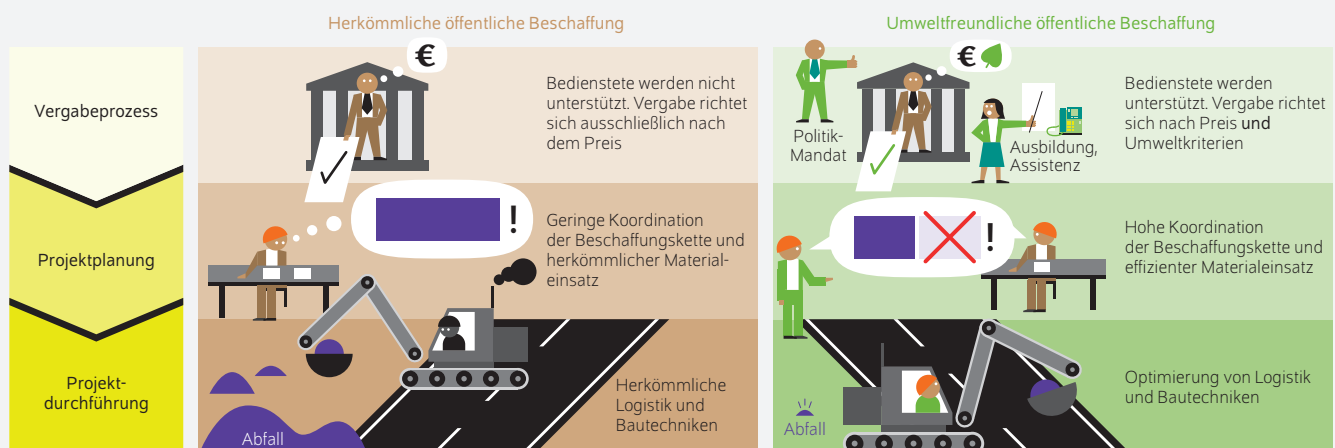 Herkömmliche öffentliche Beschaffung
Umweltfreundliche öffentliche Beschaffung
Vergabeprozess
€
Bedienstete werden nicht
unterstützt. Vergabe richtet
sich ausschließlich nach
dem Preis
€
Politik-
Mandat
Ausbildung,
Assistenz
Bedienstete werden
unterstützt. Vergabe richtet
sich nach Preis und
Umweltkriterien
Projektplanung
!
Geringe Koordination
der Beschaffungskette und
herkömmlicher Material-
einsatz
!
Hohe Koordination
der Beschaffungskette und
effizienter Materialeinsatz
Projekt-
durchführung
Abfall
Herkömmliche
Logistik und
Bautechniken
Abfall
Optimierung von Logistik
und Bautechniken